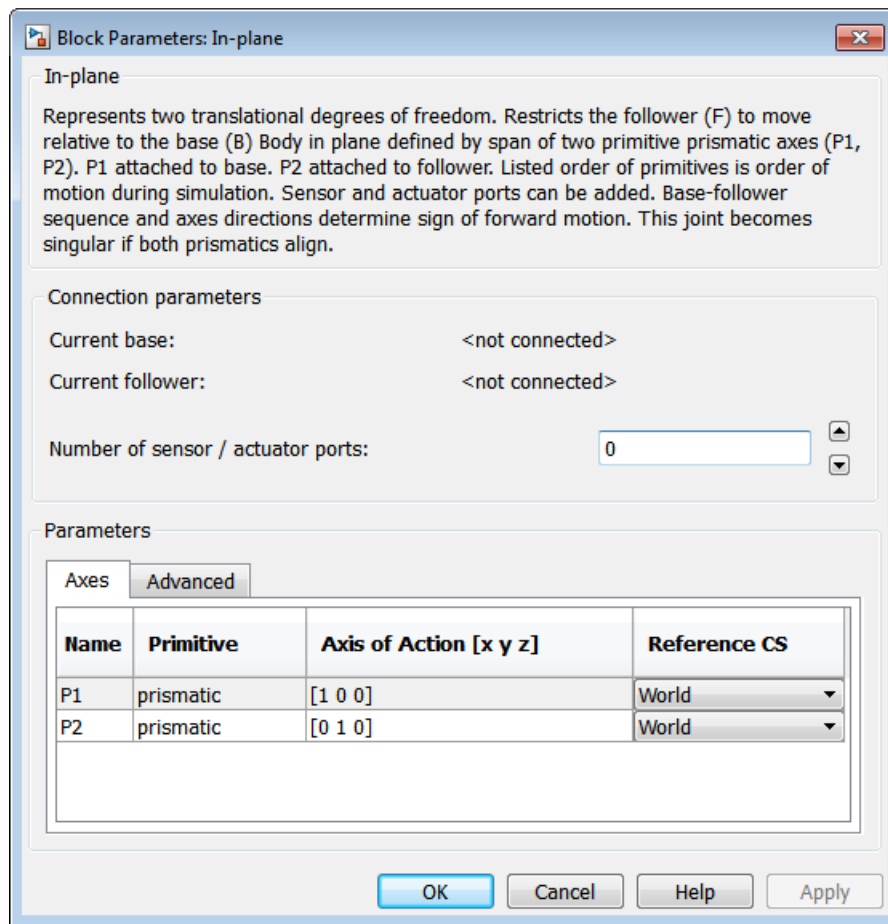 Block Parameters: In-plane
In-plane
Represents two translational degrees of freedom. Restricts the follower (F) to move
relative to the base (B) Body in plane defined by span of two primitive prismatic axes (P1,
P2). P1 attached to base. P2 attached to follower. Listed order of primitives is order of
motion during simulation. Sensor and actuator ports can be added. Base-follower
sequence and axes directions determine sign of forward motion. This joint becomes
singular if both prismatics align.
Connection parameters
Current base: <not connected>
Current follower: <not connected>
Number of sensor / actuator ports: 0
Parameters
Axes Advanced
Name Primitive Axis of Action [x y z] Reference CS
P1 prismatic [1 0 0] World
P2 prismatic [0 1 0] World
OK Cancel Help Apply